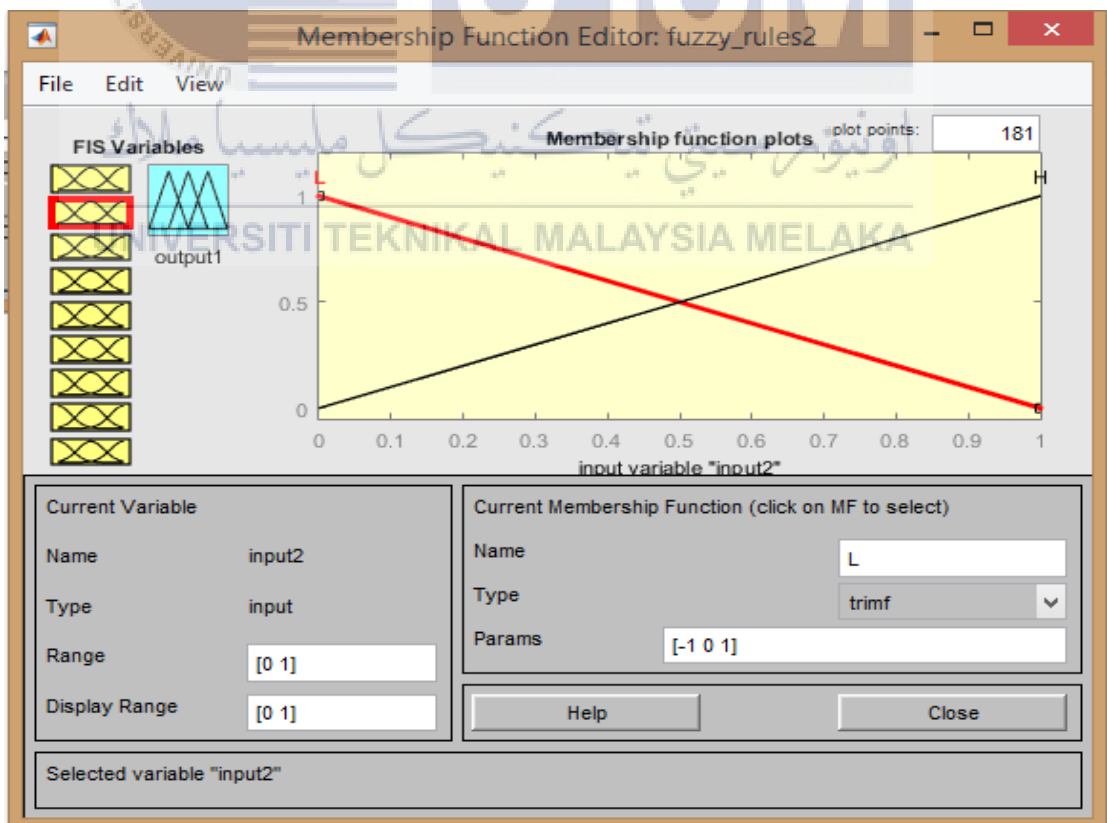 Membership Function Editor: fuzzy_rules2
File Edit View
FIS Variables
Membership function plots
plot points:
181
اونيۏرسيتي تيكنيكل مليسيا ملاك
UNIVERSITI TEKNIKAL MALAYSIA MELAKA
output1
L
H
1
0.5
0
0 0.1 0.2 0.3 0.4 0.5 0.6 0.7 0.8 0.9 1
input variable "input2"
Current Variable
Name input2
Type input
Range [0 1]
Display Range [0 1]
Current Membership Function (click on MF to select)
Name L
Type trimf
Params [-1 0 1]
Help Close
Selected variable "input2"